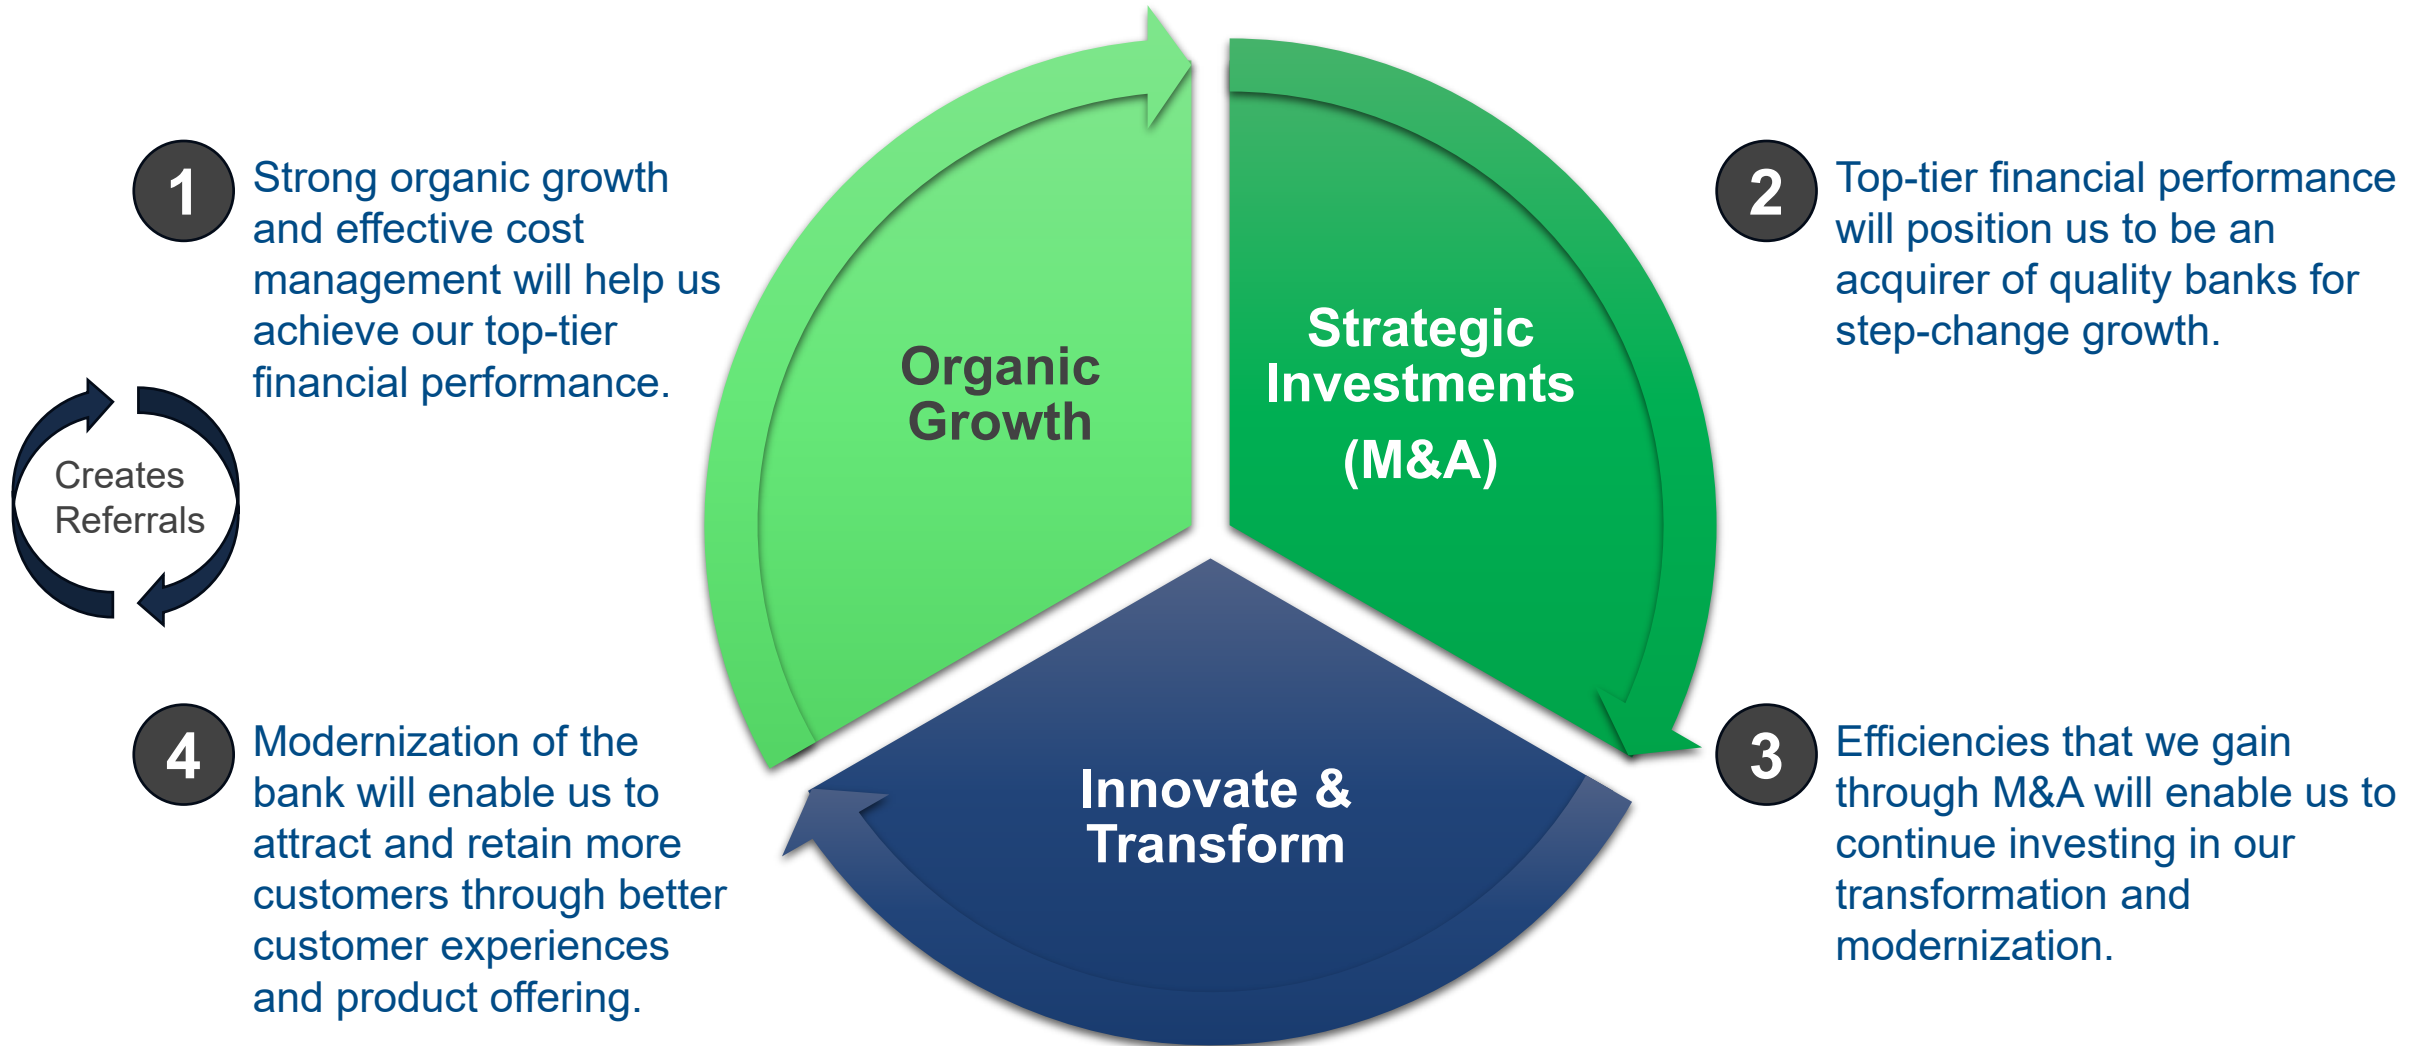 1
Strong organic growth
and effective cost
management will help us
achieve our top-tier
financial performance.
Creates
Referrals
4
Modernization of the
bank will enable us to
attract and retain more
customers through better
customer experiences
and product offering.
Organic
Growth
Strategic
Investments
(M&A)
Innovate &
Transform
2
Top-tier financial performance
will position us to be an
acquirer of quality banks for
step-change growth.
3
Efficiencies that we gain
through M&A will enable us to
continue investing in our
transformation and
modernization.